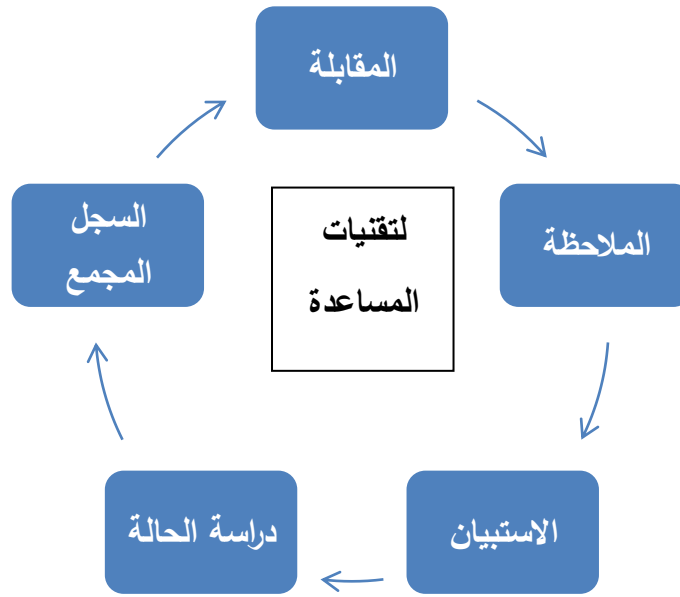 المقابلة
الملاحظة
الاستبيان
دراسة الحالة
السجل
المجمع
لتقنيات
المساعدة